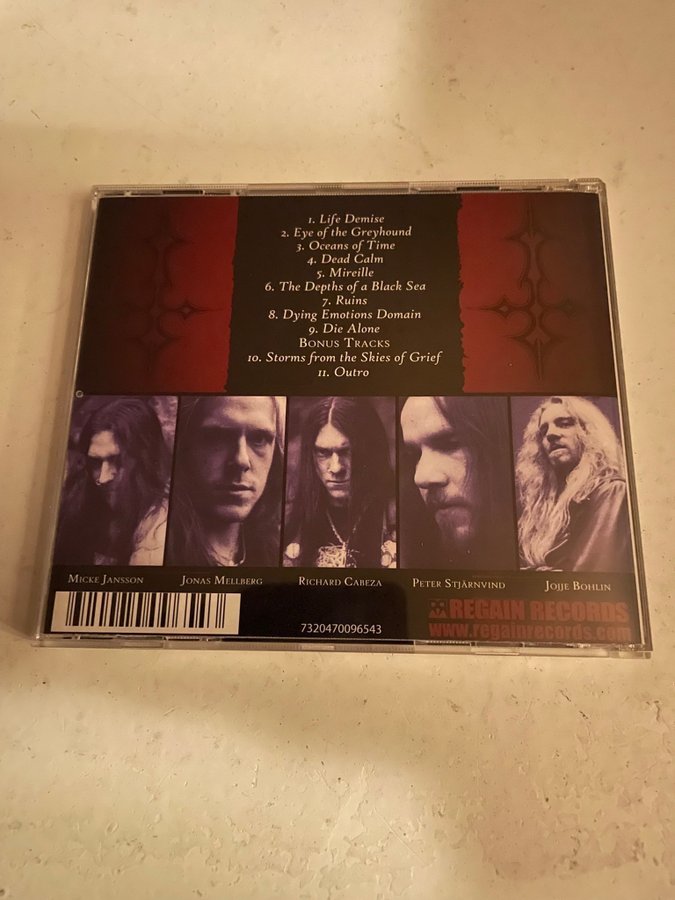 1. Life Demise
2. Eye of the Greyhound
3. Oceans of Time
4. Dead Calm
5. Mireille
6. The Depths of a Black Sea
7. Ruins
8. Dying Emotions Domain
9. Die Alone
Bonus Tracks
10. Storms from the Skies of Grief
11. Outro
Micke Jansson
Jonas Mellberg
Richard Cabeza
Peter Stjärnvind
Jojje Bohlin
7320470096543
REGAIN RECORDS
www.regainrecords.com